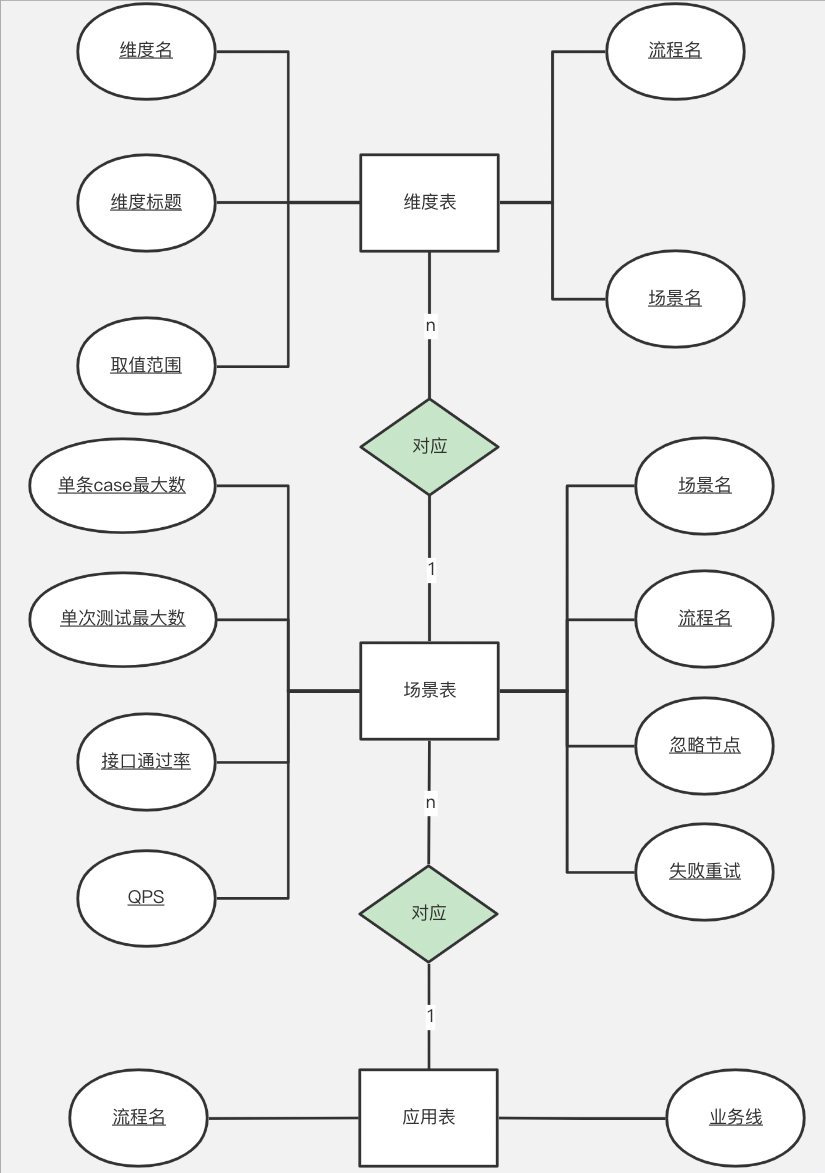 维度名
流程名
维度标题
维度表
场景名
n
取值范围
对应
单条case最大数
场景名
1
单次测试最大数
流程名
场景表
接口通过率
忽略节点
n
失败重试
QPS
对应
1
流程名
应用表
业务线